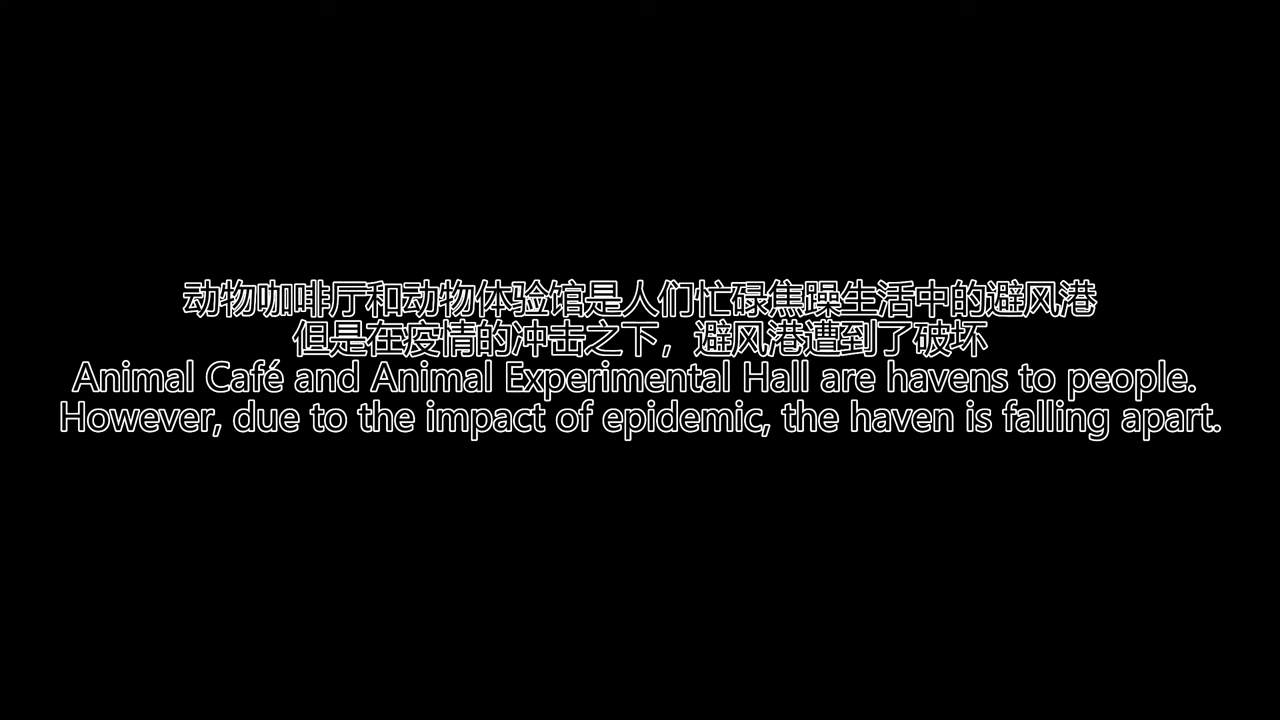 动物咖啡厅和动物体验馆是人们忙碌焦躁生活中的避风港
但是在疫情的冲击之下，避风港遭到了破坏
Animal Café and Animal Experimental Hall are havens to people.
However, due to the impact of epidemic, the haven is falling apart.